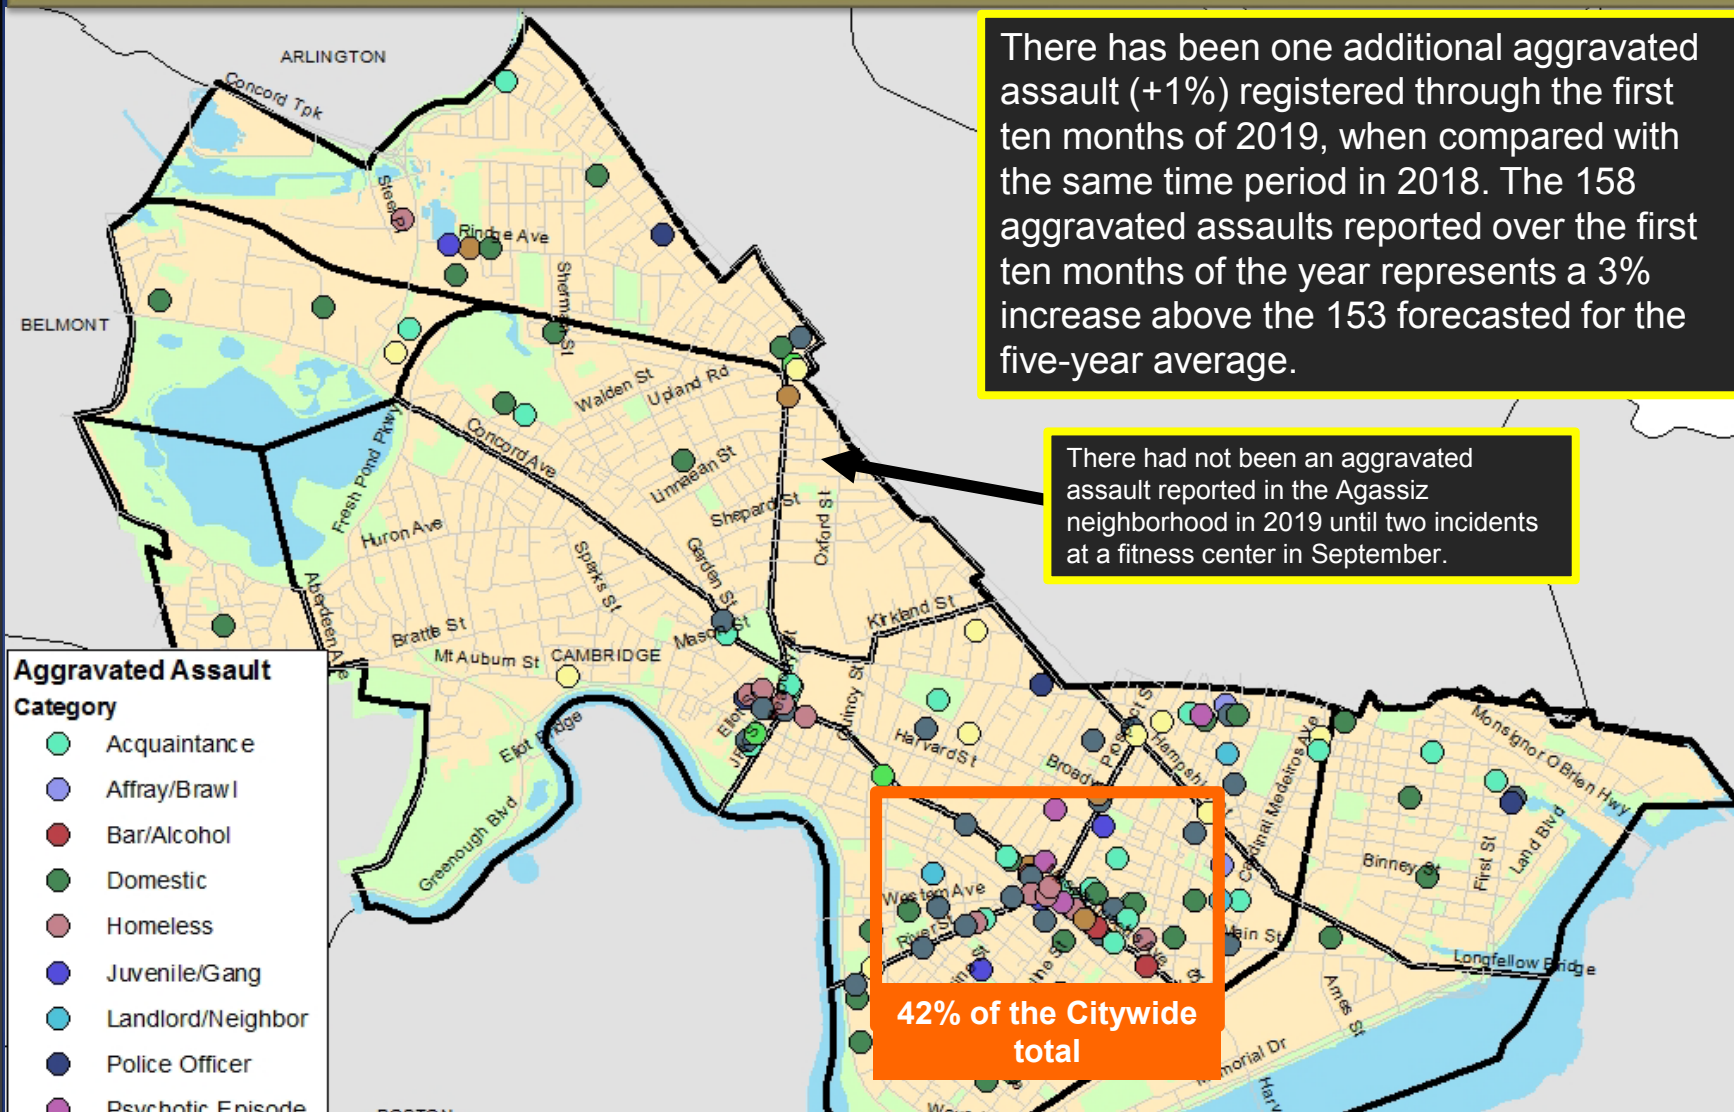 There has been one additional aggravated
assault (+1%) registered through the first
ten months of 2019, when compared with
the same time period in 2018. The 158
aggravated assaults reported over the first
ten months of the year represents a 3%
increase above the 153 forecasted for the
five-year average.
There had not been an aggravated
assault reported in the Agassiz
neighborhood in 2019 until two incidents
at a fitness center in September.
ARLINGTON
Concord Tpk
Rindge Ave
Sherman St
BELMONT
Walden St
Upland Rd
Fresh Pond Pkwy
Concord Ave
Linnaean St
Shepard St
Oxford St
Huron Ave
Garden St
Sparks St
Kirkland St
Brattle St
Mason St
Mt Auburn St
CAMBRIDGE
Quincy St
Eliot Bridge
Harvard St
Greenough Blvd
Cardinal Medeiros Ave
Monsignor O Brien Hwy
Land Blvd
First St
Binney St
Western Ave
River St
Main St
Longfellow Bridge
Ames St
42% of the Citywide
total
Aggravated Assault
Category
Acquaintance
Affray/Brawl
Bar/Alcohol
Domestic
Homeless
Juvenile/Gang
Landlord/Neighbor
Police Officer
Psychotic Episode